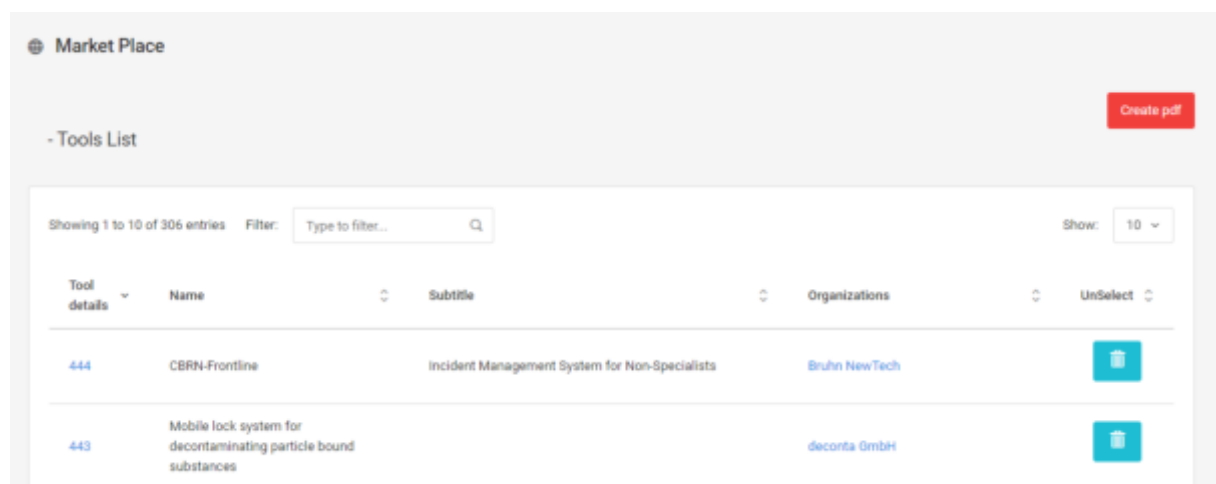 Market Place
Create pdf
- Tools List
Showing 1 to 10 of 306 entries Filter: Type to filter... Show: 10
Tool details Name Subtitle Organizations UnSelect
444 CBRN-Frontline Incident Management System for Non-Specialists Bruhn NewTech
Mobile lock system for
443 decontaminating particle bound deconta GmbH
substances